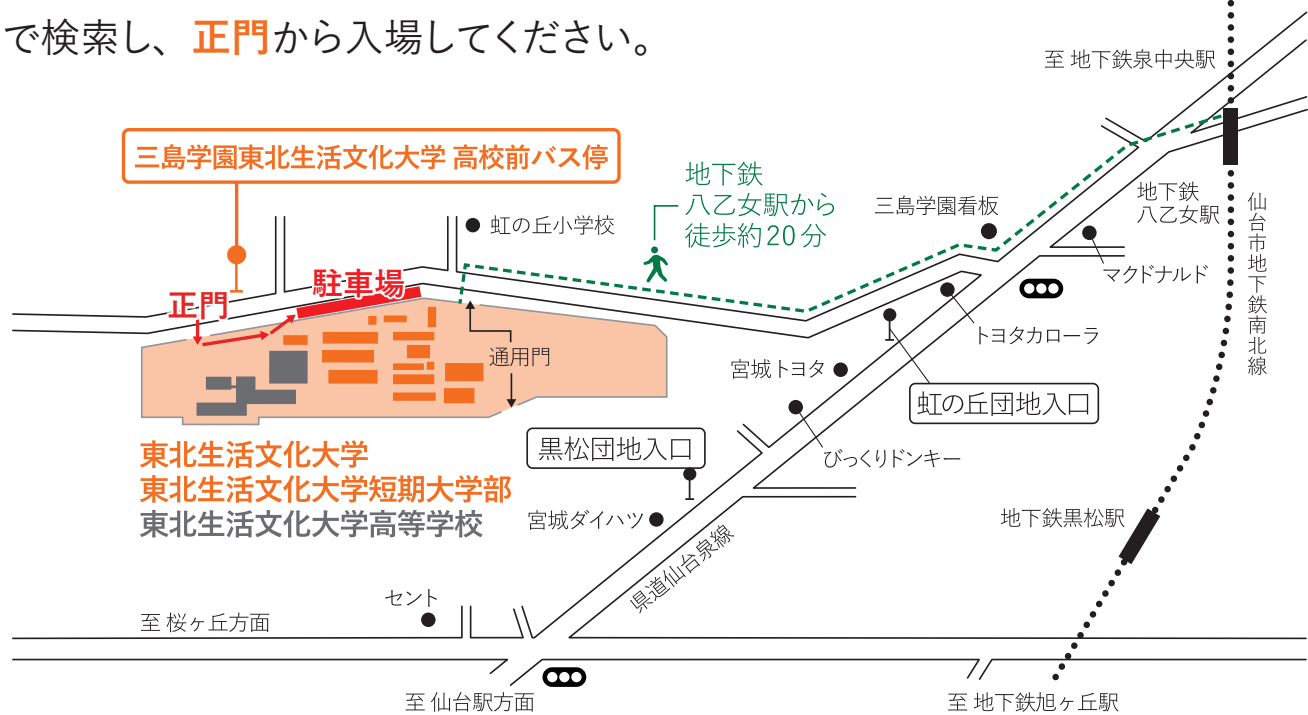 で検索し、正門から入場してください。
至 地下鉄泉中央駅
三島学園東北生活文化大学 高校前バス停
地下鉄
八乙女駅から
徒歩約20分
地下鉄
八乙女駅
三島学園看板
仙台市地下鉄南北線
虹の丘小学校
マクドナルド
駐車場
正門
トヨタカローラ
通用門
宮城トヨタ
虹の丘団地入口
黒松団地入口
びっくりドンキー
東北生活文化大学
東北生活文化大学短期大学部
東北生活文化大学高等学校
宮城ダイハツ
地下鉄黒松駅
県道仙台泉線
セント
至 桜ヶ丘方面
至 仙台駅方面
至 地下鉄旭ヶ丘駅